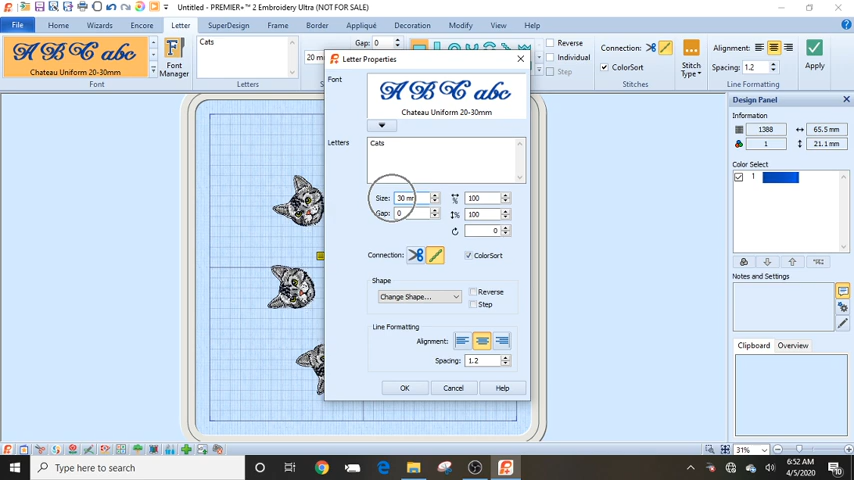 Untitled - PREMIER+™ 2 Embroidery Ultra (NOT FOR SALE)
File Home Wizards Encore Letter SuperDesign Frame Border Appliqué Decoration Modify View Help
A B C abc
Chateau Uniform 20-30mm
Font Manager
Cats
20 m
Gap: 0
Reverse
Individual
Step
Connection:
ColorSort
Stitch Type
Alignment:
Spacing: 1.2
Apply
Font
Letters
Stitches
Line Formatting
Letter Properties
Font
A B C abc
Chateau Uniform 20-30mm
Letters
Cats
Size: 30 m
% 100
Gap: 0
% 100
0
Connection:
ColorSort
Shape
Change Shape...
Reverse
Step
Line Formatting
Alignment:
Spacing: 1.2
OK Cancel Help
Design Panel
Information
1388 65.5 mm
1 21.1 mm
Color Select
1
Notes and Settings
Clipboard Overview
31%
Type here to search
6:52 AM
4/5/2020